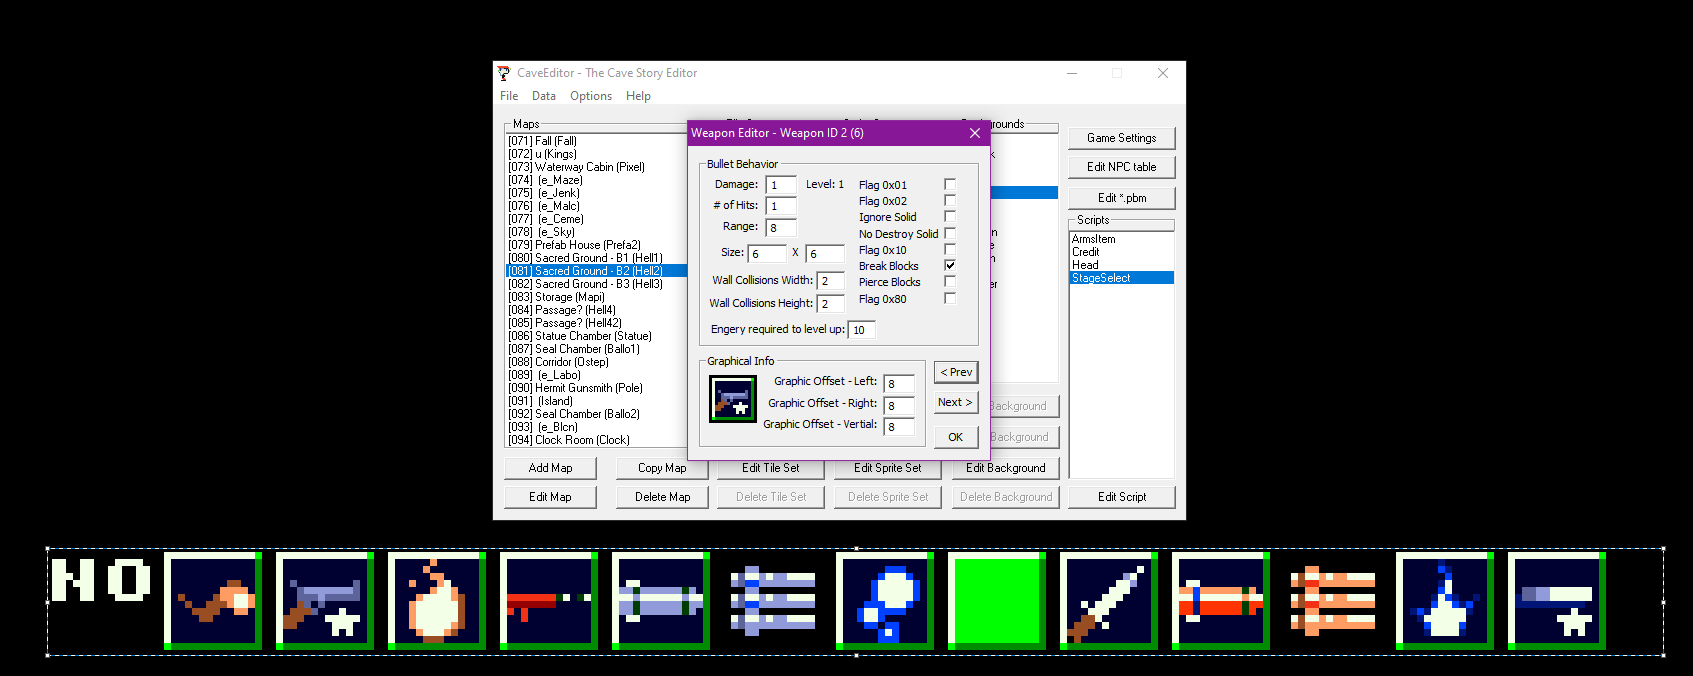 CaveEditor - The Cave Story Editor
File Data Options Help
Maps
[071] Fall (Fall)
[072] u (Kings)
[073] Waterway Cabin (Pixel)
[074] (e_Maze)
[075] (e_Jenk)
[076] (e_Malc)
[077] (e_Ceme)
[078] (e_Sky)
[079] Prefab House (Prefa2)
[080] Sacred Ground - B1 (Hell1)
[081] Sacred Ground - B2 (Hell2)
[082] Sacred Ground - B3 (Hell3)
[083] Storage (Mapi)
[084] Passage? (Hell4)
[085] Passage? (Hell42)
[086] Statue Chamber (Statue)
[087] Seal Chamber (Ballo1)
[088] Corridor (Ostep)
[089] (e_Labo)
[090] Hermit Gunsmith (Pole)
[091] (Island)
[092] Seal Chamber (Ballo2)
[093] (e_Blcn)
[094] Clock Room (Clock)
Add Map
Copy Map
Edit Tile Set
Edit Sprite Set
Edit Background
Edit Map
Delete Map
Delete Tile Set
Delete Sprite Set
Delete Background
Weapon Editor - Weapon ID 2 (6)
Bullet Behavior
Damage: 1 Level: 1
# of Hits: 1
Range: 8
Size: 6 X 6
Wall Collisions Width: 2
Wall Collisions Height: 2
Engery required to level up: 10
Flag 0x01
Flag 0x02
Ignore Solid
No Destroy Solid
Flag 0x10
Break Blocks
Pierce Blocks
Flag 0x80
Graphical Info
Graphic Offset - Left: 8
Graphic Offset - Right: 8
Graphic Offset - Vertial: 8
< Prev
Next >
OK
grounds
Background
Background
Game Settings
Edit NPC table
Edit *.pbm
Scripts
ArmsItem
Credit
Head
StageSelect
Edit Script
NO